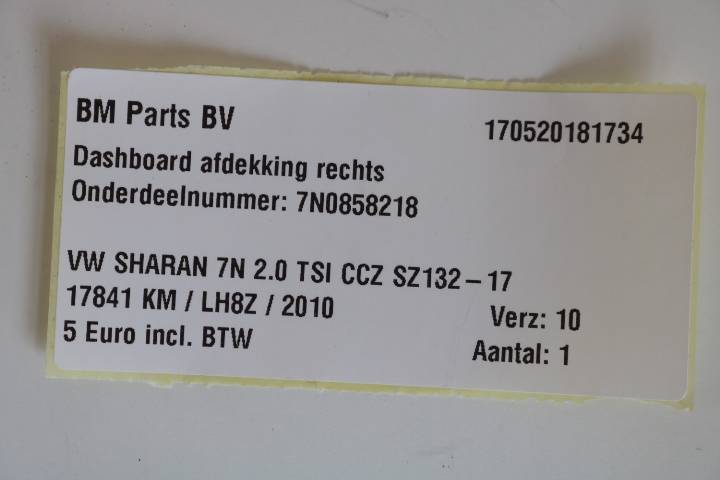 BM Parts BV 170520181734
Dashboard afdekking rechts
Onderdeelnummer: 7N0858218
VW SHARAN 7N 2.0 TSI CCZ SZ132-17
17841 KM / LH8Z / 2010 Verz: 10
5 Euro incl. BTW Aantal: 1